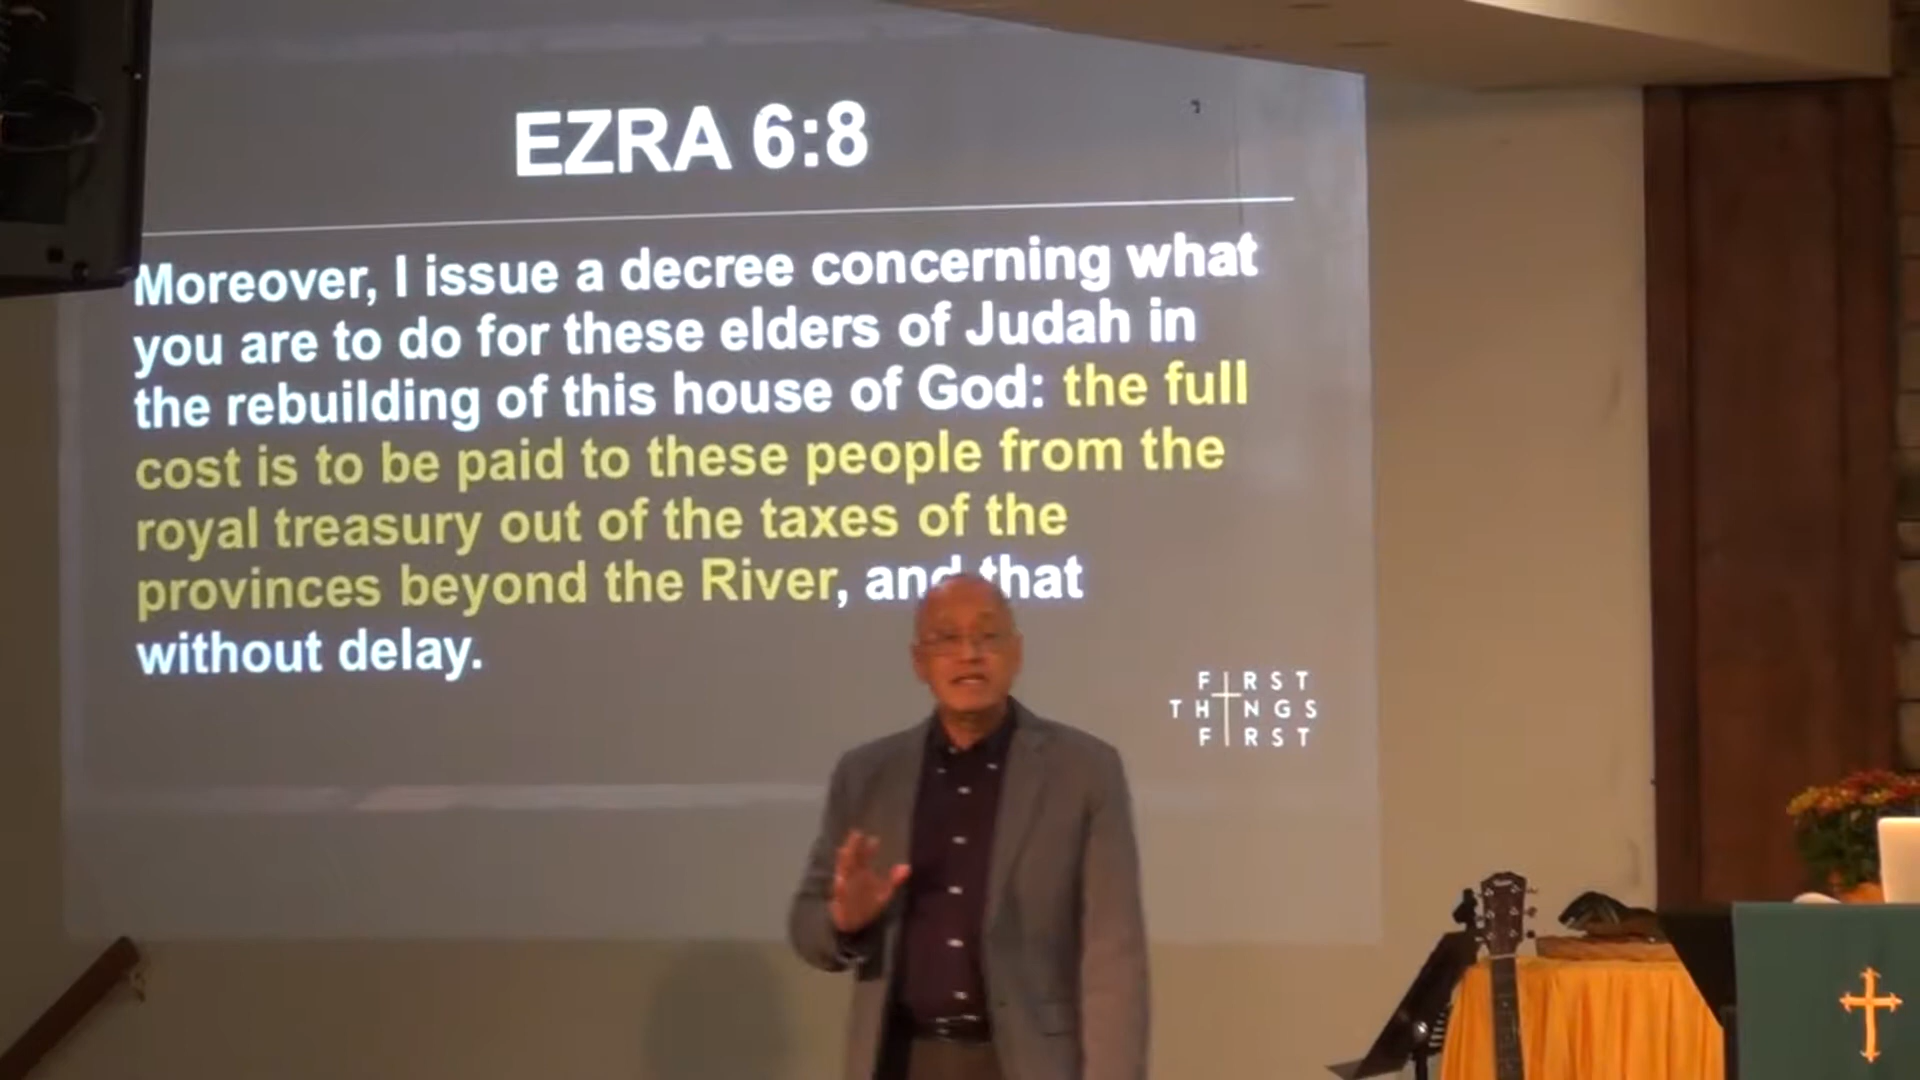 EZRA 6:8
Moreover, I issue a decree concerning what
you are to do for these elders of Judah in
the rebuilding of this house of God: the full
cost is to be paid to these people from the
royal treasury out of the taxes of the
provinces beyond the River, and that
without delay.
FIRST
THINGS
FIRST